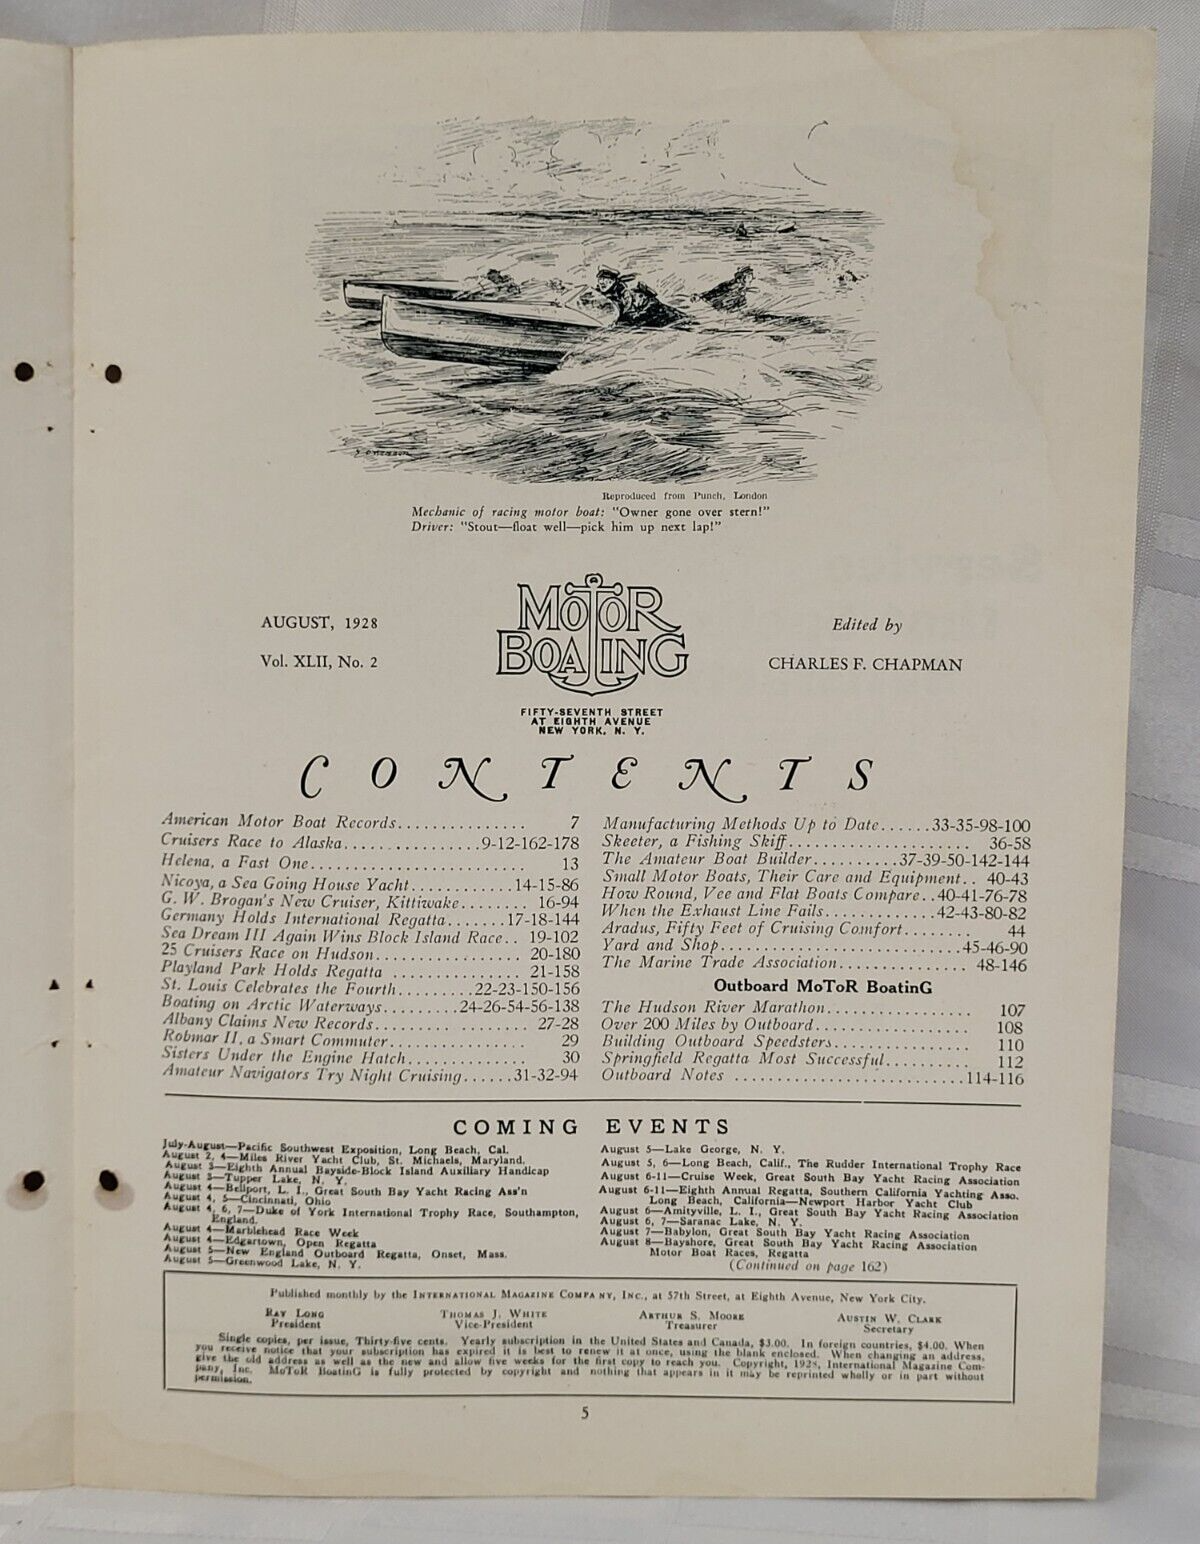 Reproduced from Punch, London
Mechanic of racing motor boat: "Owner gone over stern!"
Driver: "Stout—float well—pick him up next lap!"
AUGUST, 1928
Vol. XLII, No. 2
MOTOR
BOATING
FIFTY-SEVENTH STREET
AT EIGHTH AVENUE
NEW YORK, N. Y.
Edited by
CHARLES F. CHAPMAN
CONTENTS
American Motor Boat Records............... 7
Cruisers Race to Alaska................9-12-162-178
Helena, a Fast One......................... 13
Nicoya, a Sea Going House Yacht............14-15-86
G. W. Brogan's New Cruiser, Kittiwake........ 16-94
Germany Holds International Regatta.......17-18-144
Sea Dream III Again Wins Block Island Race.. 19-102
25 Cruisers Race on Hudson................. 20-180
Playland Park Holds Regatta ............... 21-158
St. Louis Celebrates the Fourth.........22-23-150-156
Boating on Arctic Waterways.........24-26-54-56-138
Albany Claims New Records.................. 27-28
Robmar II, a Smart Commuter................ 29
Sisters Under the Engine Hatch.............. 30
Amateur Navigators Try Night Cruising......31-32-94
Manufacturing Methods Up to Date......33-35-98-100
Skeeter, a Fishing Skiff.................... 36-58
The Amateur Boat Builder..........37-39-50-142-144
Small Motor Boats, Their Care and Equipment.. 40-43
How Round, Vee and Flat Boats Compare..40-41-76-78
When the Exhaust Line Fails.............42-43-80-82
Aradus, Fifty Feet of Cruising Comfort........ 44
Yard and Shop............................45-46-90
The Marine Trade Association............... 48-146
Outboard MoToR BoatinG
The Hudson River Marathon................. 107
Over 200 Miles by Outboard.................. 108
Building Outboard Speedsters................ 110
Springfield Regatta Most Successful.......... 112
Outboard Notes ...........................114-116
COMING EVENTS
July-August—Pacific Southwest Exposition, Long Beach, Cal.
August 2, 4—Miles River Yacht Club, St. Michaels, Maryland.
August 3—Eighth Annual Bayside-Block Island Auxiliary Handicap
August 3—Tupper Lake, N. Y.
August 4—Bellport, L. I., Great South Bay Yacht Racing Ass'n
August 4, 5—Cincinnati, Ohio
August 4, 6, 7—Duke of York International Trophy Race, Southampton,
England.
August 4—Marblehead Race Week
August 4—Edgartown, Open Regatta
August 5—New England Outboard Regatta, Onset, Mass.
August 5—Greenwood Lake, N. Y.
August 5—Lake George, N. Y.
August 5, 6—Long Beach, Calif., The Rudder International Trophy Race
August 6-11—Cruise Week, Great South Bay Yacht Racing Association
August 6-11—Eighth Annual Regatta, Southern California Yachting Asso.
Long Beach, California—Newport Harbor Yacht Club
August 6—Amityville, L. I., Great South Bay Yacht Racing Association
August 6, 7—Saranac Lake, N. Y.
August 7—Babylon, Great South Bay Yacht Racing Association
August 8—Bayshore, Great South Bay Yacht Racing Association
Motor Boat Races, Regatta
(Continued on page 162)
Published monthly by the INTERNATIONAL MAGAZINE COMPANY, INC., at 57th Street, at Eighth Avenue, New York City.
RAY LONG THOMAS J. WHITE ARTHUR S. MOORE AUSTIN W. CLARK
President Vice-President Treasurer Secretary
Single copies, per issue, Thirty-five cents. Yearly subscription in the United States and Canada, $3.00. In foreign countries, $4.00. When
you receive notice that your subscription has expired it is best to renew it at once, using the blank enclosed. When changing an address,
give the old address as well as the new and allow five weeks for the first copy to reach you. Copyright, 1928, International Magazine Com-
pany, Inc. MoToR BoatinG is fully protected by copyright and nothing that appears in it may be reprinted wholly or in part without
permission.
5